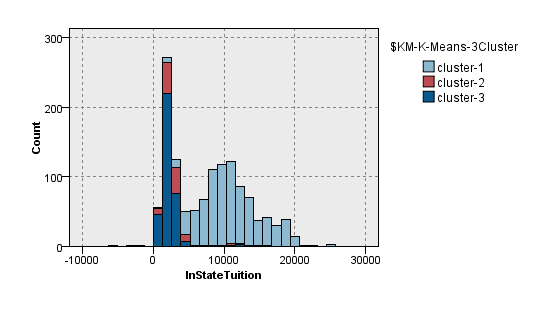 $KM-K-Means-3Cluster
cluster-1
cluster-2
cluster-3
300
200
100
0
Count
-10000 0 10000 20000 30000
InStateTuition